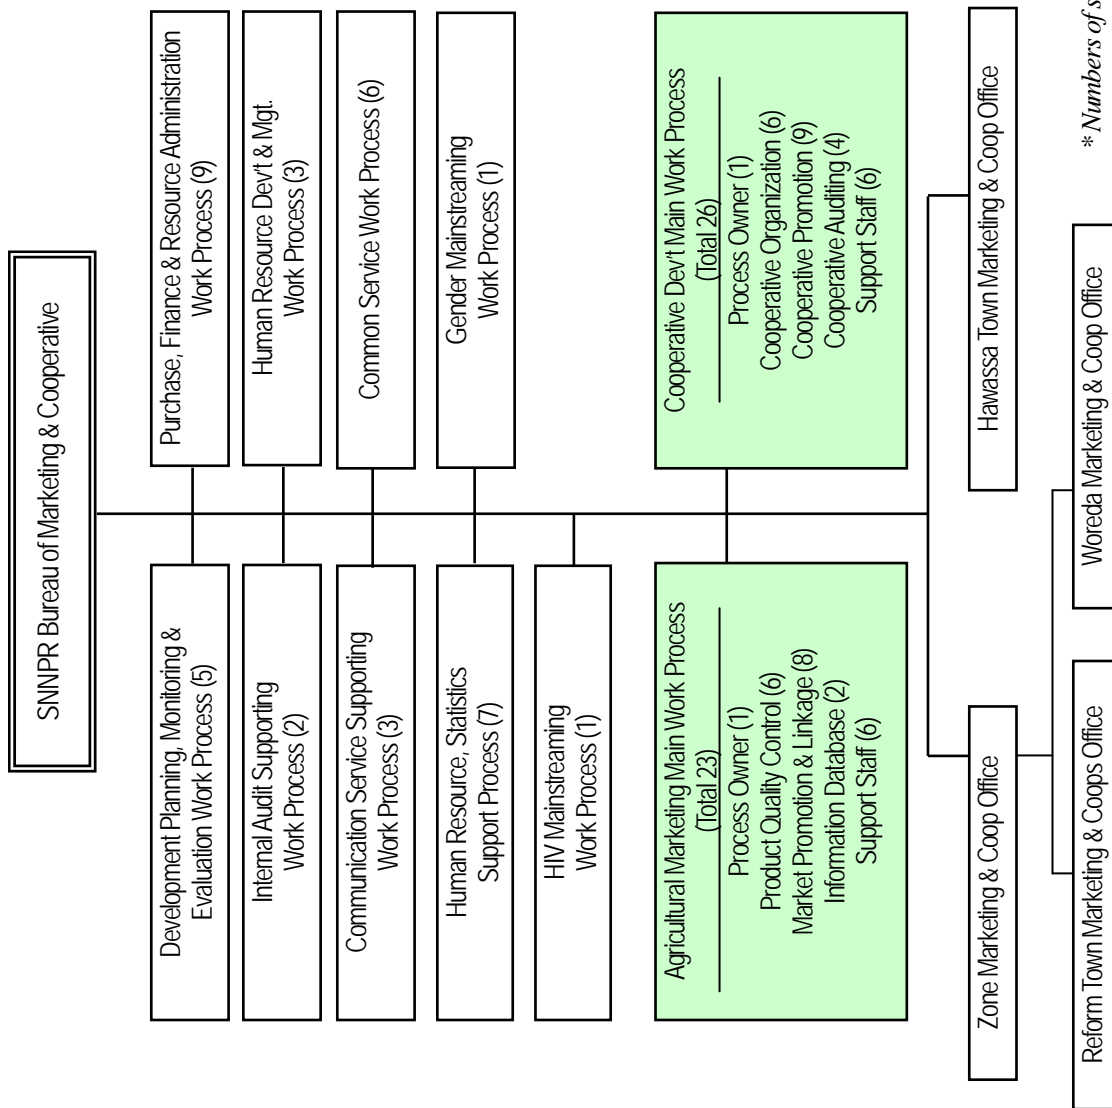 SNNPR Bureau of Marketing & Cooperative
Development Planning, Monitoring &
Evaluation Work Process (5)
Purchase, Finance & Resource Administration
Work Process (9)
Internal Audit Supporting
Work Process (2)
Human Resource Dev't & Mgt.
Work Process (3)
Communication Service Supporting
Work Process (3)
Common Service Work Process (6)
Human Resource, Statistics
Support Process (7)
Gender Mainstreaming
Work Process (1)
HIV Mainstreaming
Work Process (1)
Agricultural Marketing Main Work Process
(Total 23)
Process Owner (1)
Product Quality Control (6)
Market Promotion & Linkage (8)
Information Database (2)
Support Staff (6)
Cooperative Dev't Main Work Process
(Total 26)
Process Owner (1)
Cooperative Organization (6)
Cooperative Promotion (9)
Cooperative Auditing (4)
Support Staff (6)
Zone Marketing & Coop Office
Hawassa Town Marketing & Coop Office
Reform Town Marketing & Coops Office
Woreda Marketing & Coop Office
* Numbers of